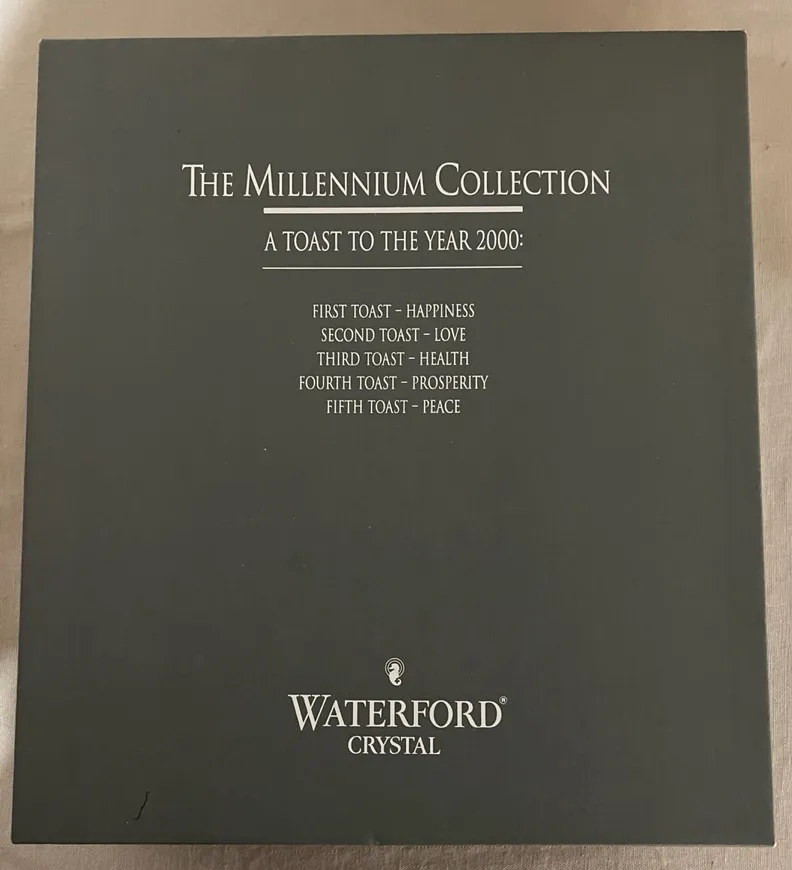 THE MILLENNIUM COLLECTION
A TOAST TO THE YEAR 2000:
FIRST TOAST – HAPPINESS
SECOND TOAST – LOVE
THIRD TOAST – HEALTH
FOURTH TOAST – PROSPERITY
FIFTH TOAST – PEACE
WATERFORD®
CRYSTAL